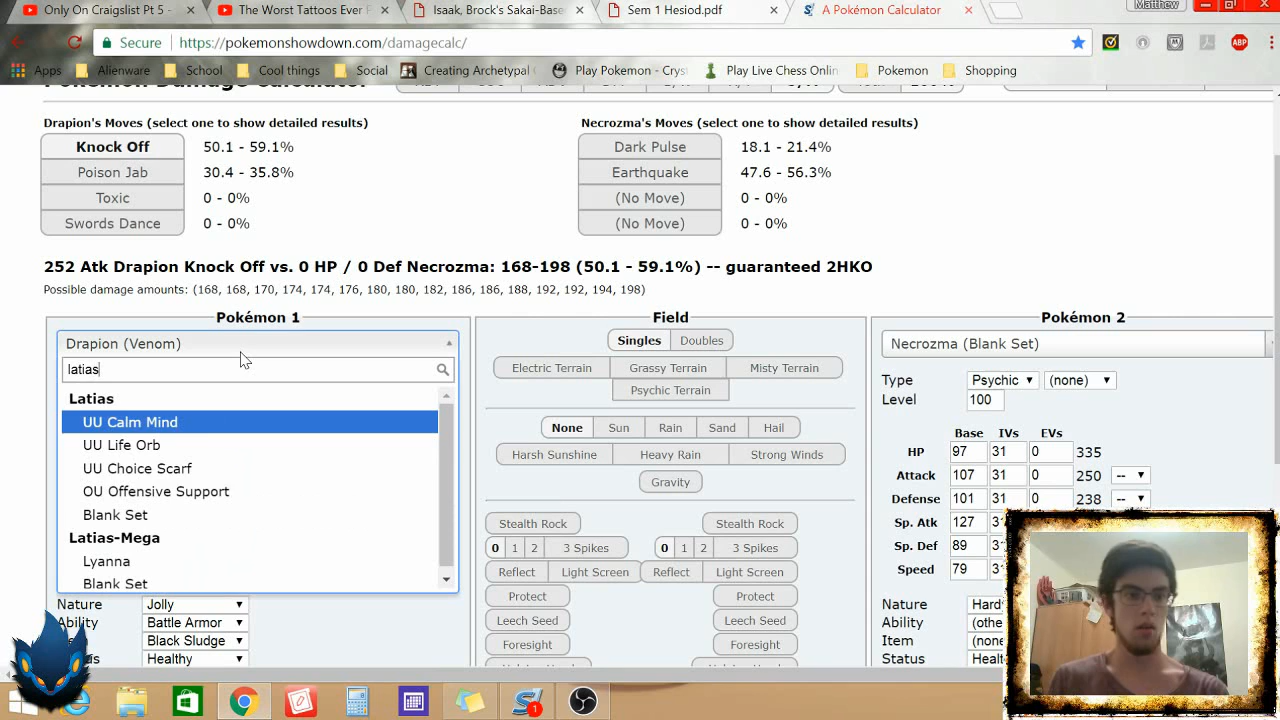 Only On Craigslist Pt 5 - The Worst Tattoos Ever Isaak, Brock's Sakai-Base Sem 1 Hesiod.pdf A Pokémon Calculator Matthew
Secure https://pokemonshowdown.com/damagecalc/ ABP
Apps Alienware School Cool things Social Creating Archetypal Play Pokemon - Crys Play Live Chess Onlin Pokemon Shopping
Drapion's Moves (select one to show detailed results) Necrozma's Moves (select one to show detailed results)
Knock Off 50.1 - 59.1% Dark Pulse 18.1 - 21.4%
Poison Jab 30.4 - 35.8% Earthquake 47.6 - 56.3%
Toxic 0 - 0% (No Move) 0 - 0%
Swords Dance 0 - 0% (No Move) 0 - 0%
252 Atk Drapion Knock Off vs. 0 HP / 0 Def Necrozma: 168-198 (50.1 - 59.1%) -- guaranteed 2HKO
Possible damage amounts: (168, 168, 170, 174, 174, 176, 180, 180, 182, 186, 186, 188, 192, 192, 194, 198)
Pokémon 1 Field Pokémon 2
Drapion (Venom) Singles Doubles Necrozma (Blank Set)
latias Electric Terrain Grassy Terrain Misty Terrain
Psychic Terrain Type Psychic (none)
Latias Level 100
UU Calm Mind None Sun Rain Sand Hail Base IVs EVs
UU Life Orb Harsh Sunshine Heavy Rain Strong Winds HP 97 31 0 335
UU Choice Scarf Gravity Attack 107 31 0 250 --
OU Offensive Support Defense 101 31 0 238 --
Blank Set Stealth Rock Stealth Rock Sp. Atk 127
Latias-Mega 0 1 2 3 Spikes 0 1 2 3 Spikes Sp. Def 89
Lyanna Reflect Light Screen Reflect Light Screen Speed 79
Blank Set Protect Protect
Nature Jolly Leech Seed Leech Seed Nature
Ability Battle Armor Foresight Foresight Ability
Black Sludge Item
Healthy Status
1